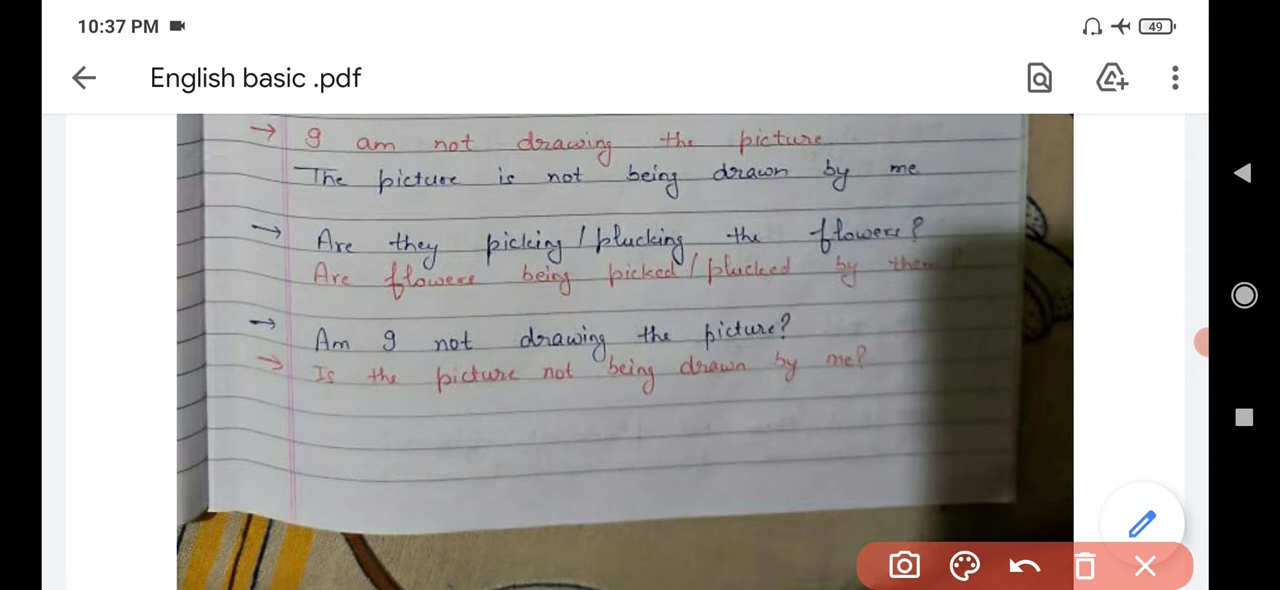 10:37 PM
49
English basic .pdf
→ I am not drawing the picture
The picture is not being drawn by me
→ Are they picking / plucking the flowers?
Are flowers being picked / plucked by them?
→ Am I not drawing the picture?
→ Is the picture not being drawn by me?